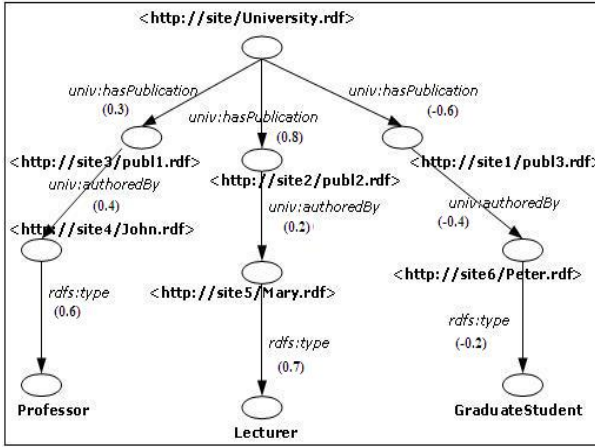 <http://site/University.rdf>
univ:hasPublication
(0.3)
univ:hasPublication
(0.8)
univ:hasPublication
(-0.6)
<http://site3/publ1.rdf>
<http://site2/publ2.rdf>
<http://site1/publ3.rdf>
univ:authoredBy
(0.4)
univ:authoredBy
(0.2)
univ:authoredBy
(-0.4)
<http://site4/John.rdf>
<http://site5/Mary.rdf>
<http://site6/Peter.rdf>
rdfs:type
(0.6)
rdfs:type
(0.7)
rdfs:type
(-0.2)
Professor
Lecturer
GraduateStudent